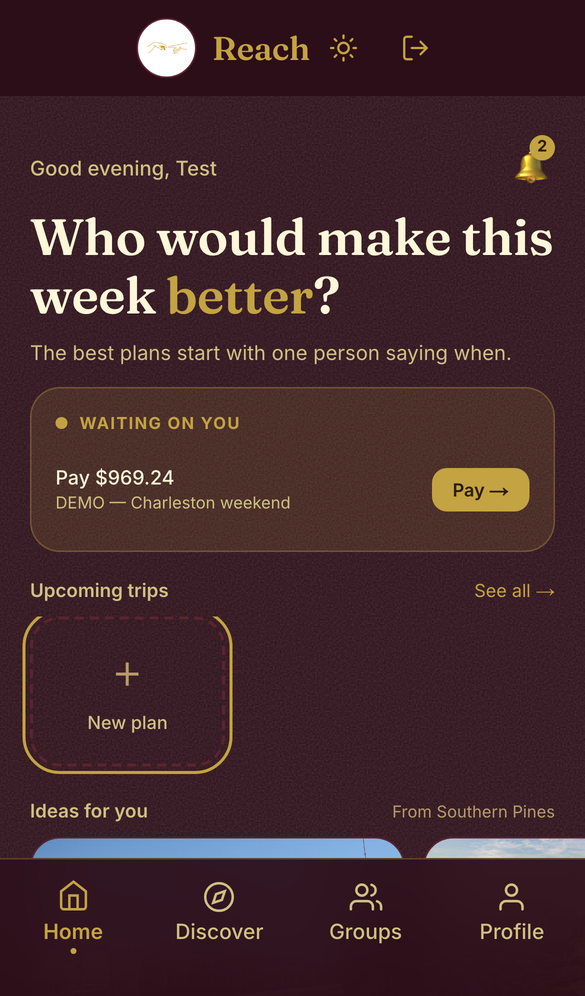 Reach
2
Good evening, Test
Who would make this
week better?
The best plans start with one person saying when.
WAITING ON YOU
Pay $969.24
DEMO — Charleston weekend
Pay →
Upcoming trips
See all →
+
New plan
Ideas for you
From Southern Pines
Home
Discover
Groups
Profile